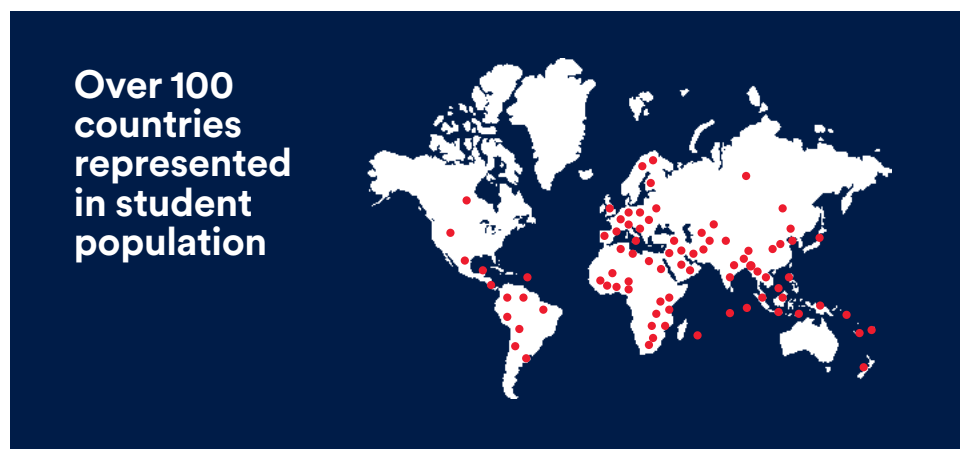 Over 100
countries
represented
in student
population